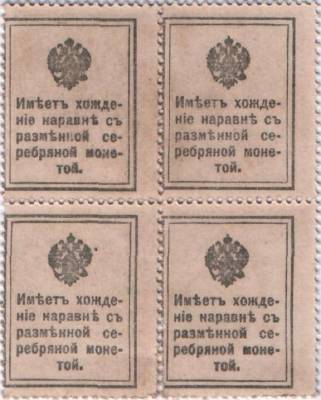 Имѣетъ хожде-
ніе наравнѣ съ
размѣнной се-
ребряной моне-
той.
Имѣетъ хожде-
ніе наравнѣ съ
размѣнной се-
ребряной моне-
той.
Имѣетъ хожде-
ніе наравнѣ съ
размѣнной се-
ребряной моне-
той.
Имѣетъ хожде-
ніе наравнѣ съ
размѣнной се-
ребряной моне-
той.